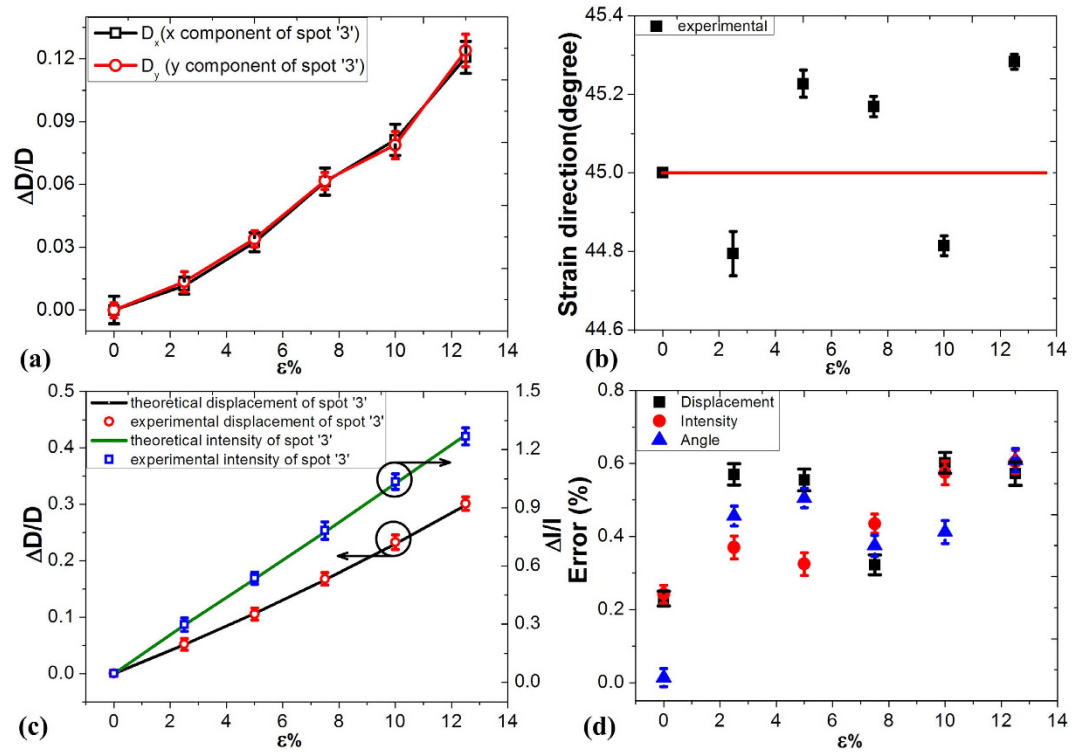 D_x (x component of spot '3')
D_y (y component of spot '3')
0.12
0.09
0.06
0.03
0.00
ΔD/D
0 2 4 6 8 10 12 14
ε%
(a)
experimental
45.4
45.2
45.0
44.8
44.6
Strain direction(degree)
0 2 4 6 8 10 12 14
ε%
(b)
theoretical displacement of spot '3'
experimental displacement of spot '3'
theoretical intensity of spot '3'
experimental intensity of spot '3'
0.5
0.4
0.3
0.2
0.1
0.0
ΔD/D
1.5
1.2
0.9
0.6
0.3
0.0
ΔI/I
0 2 4 6 8 10 12 14
ε%
(c)
Displacement
Intensity
Angle
0.8
0.6
0.4
0.2
0.0
Error (%)
0 2 4 6 8 10 12 14
ε%
(d)